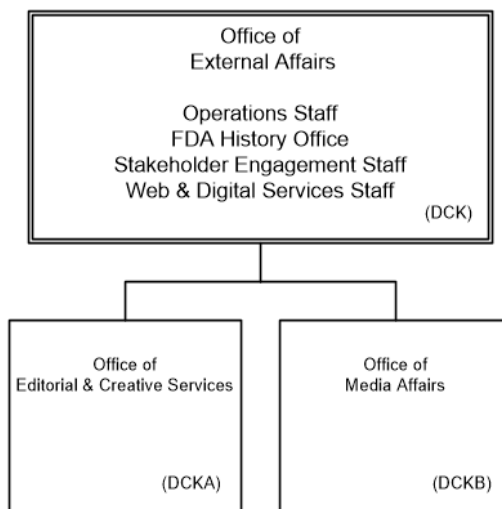 Office of
External Affairs
Operations Staff
FDA History Office
Stakeholder Engagement Staff
Web & Digital Services Staff
(DCK)
Office of
Editorial & Creative Services
(DCKA)
Office of
Media Affairs
(DCKB)